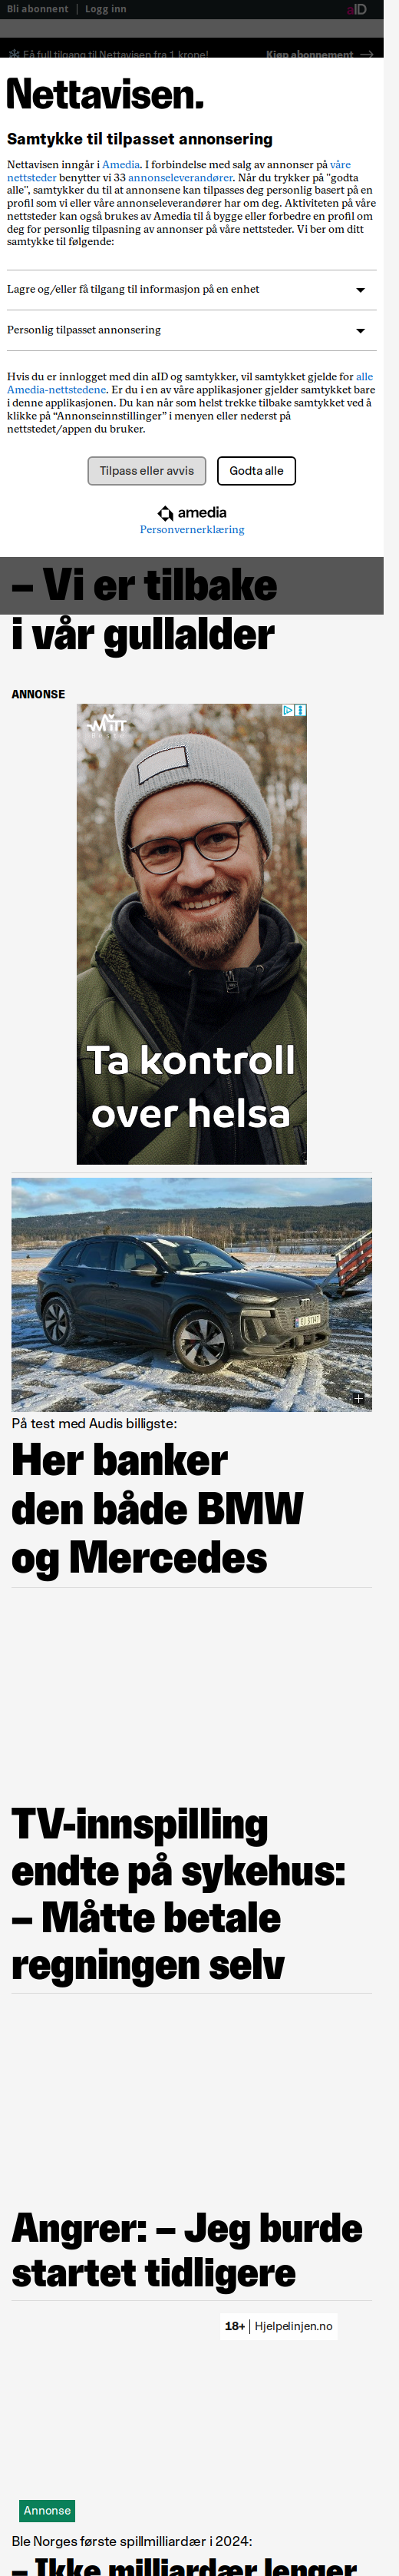 Bli abonnent | Logg inn
aID
Få full tilgang til Nettavisen fra 1 krone!
Kjøp abonnement
Nettavisen.
Samtykke til tilpasset annonsering
Nettavisen inngår i Amedia. I forbindelse med salg av annonser på våre
nettsteder benytter vi 33 annonseleverandører. Når du trykker på "godta
alle", samtykker du til at annonsene kan tilpasses deg personlig basert på en
profil som vi eller våre annonseleverandører har om deg. Aktiviteten på våre
nettsteder kan også brukes av Amedia til å bygge eller forbedre en profil om
deg for personlig tilpasning av annonser på våre nettsteder. Vi ber om ditt
samtykke til følgende:
Lagre og/eller få tilgang til informasjon på en enhet
Personlig tilpasset annonsering
Hvis du er innlogget med din aID og samtykker, vil samtykket gjelde for alle
Amedia-nettstedene. Er du i en av våre applikasjoner gjelder samtykket bare
i denne applikasjonen. Du kan når som helst trekke tilbake samtykket ved å
klikke på “Annonseinnstillinger” i menyen eller nederst på
nettstedet/appen du bruker.
Tilpass eller avvis
Godta alle
amedia
Personvernerklæring
– Vi er tilbake
i vår gullalder
ANNONSE
MITT
Ta kontroll
over helsa
På test med Audis billigste:
Her banker
den både BMW
og Mercedes
TV-innspilling
endte på sykehus:
– Måtte betale
regningen selv
Angrer: – Jeg burde
startet tidligere
18+ | Hjelpelinjen.no
Annonse
Ble Norges første spillmilliardær i 2024:
– Ikke milliardær lenger